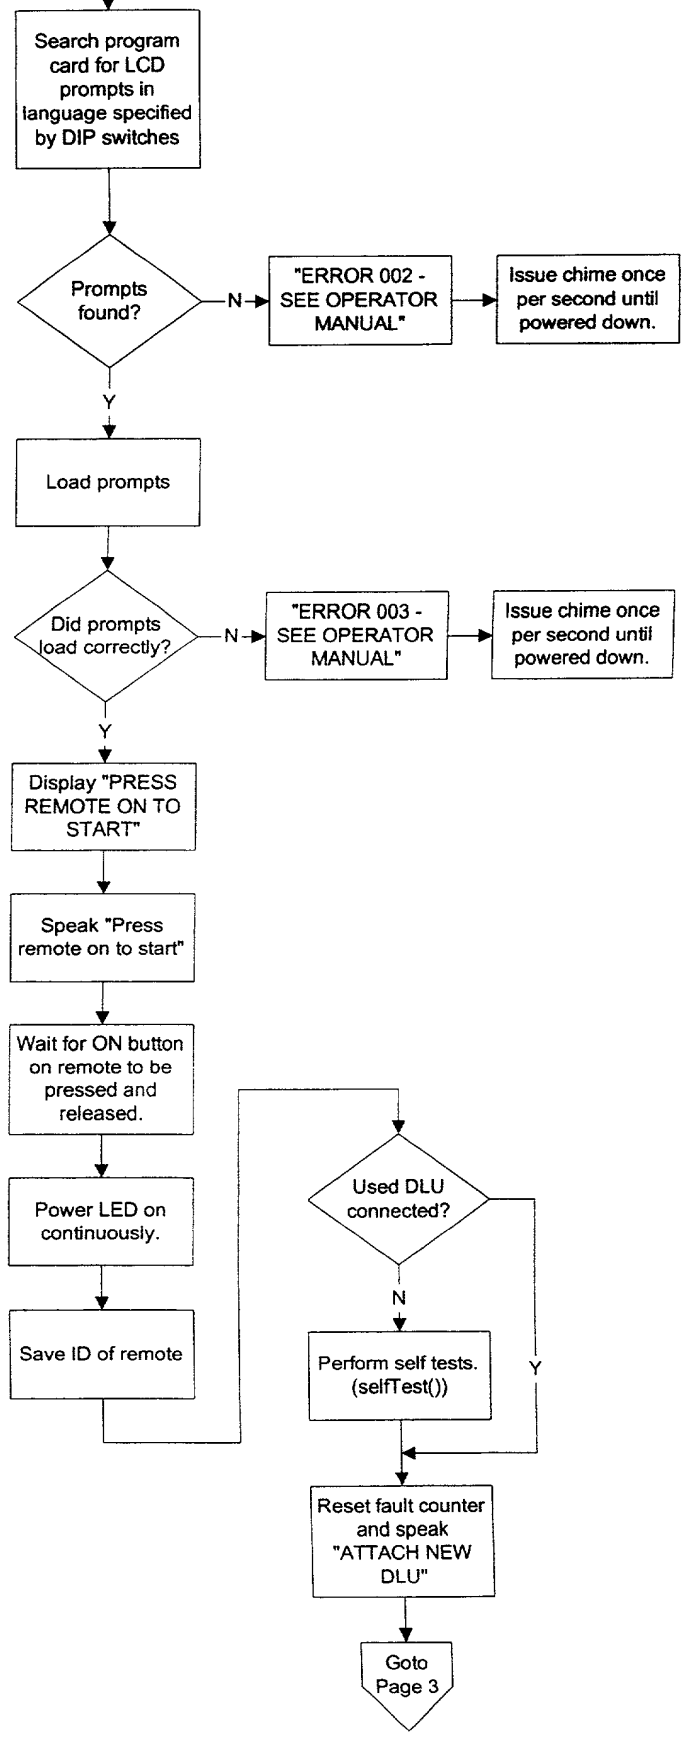 Search program
card for LCD
prompts in
language specified
by DIP switches
Prompts
found?
N
"ERROR 002 -
SEE OPERATOR
MANUAL"
Issue chime once
per second until
powered down.
Y
Load prompts
Did prompts
load correctly?
N
"ERROR 003 -
SEE OPERATOR
MANUAL"
Issue chime once
per second until
powered down.
Y
Display "PRESS
REMOTE ON TO
START"
Speak "Press
remote on to start"
Wait for ON button
on remote to be
pressed and
released.
Power LED on
continuously.
Save ID of remote
Used DLU
connected?
N
Y
Perform self tests.
(selfTest())
Reset fault counter
and speak
"ATTACH NEW
DLU"
Goto
Page 3